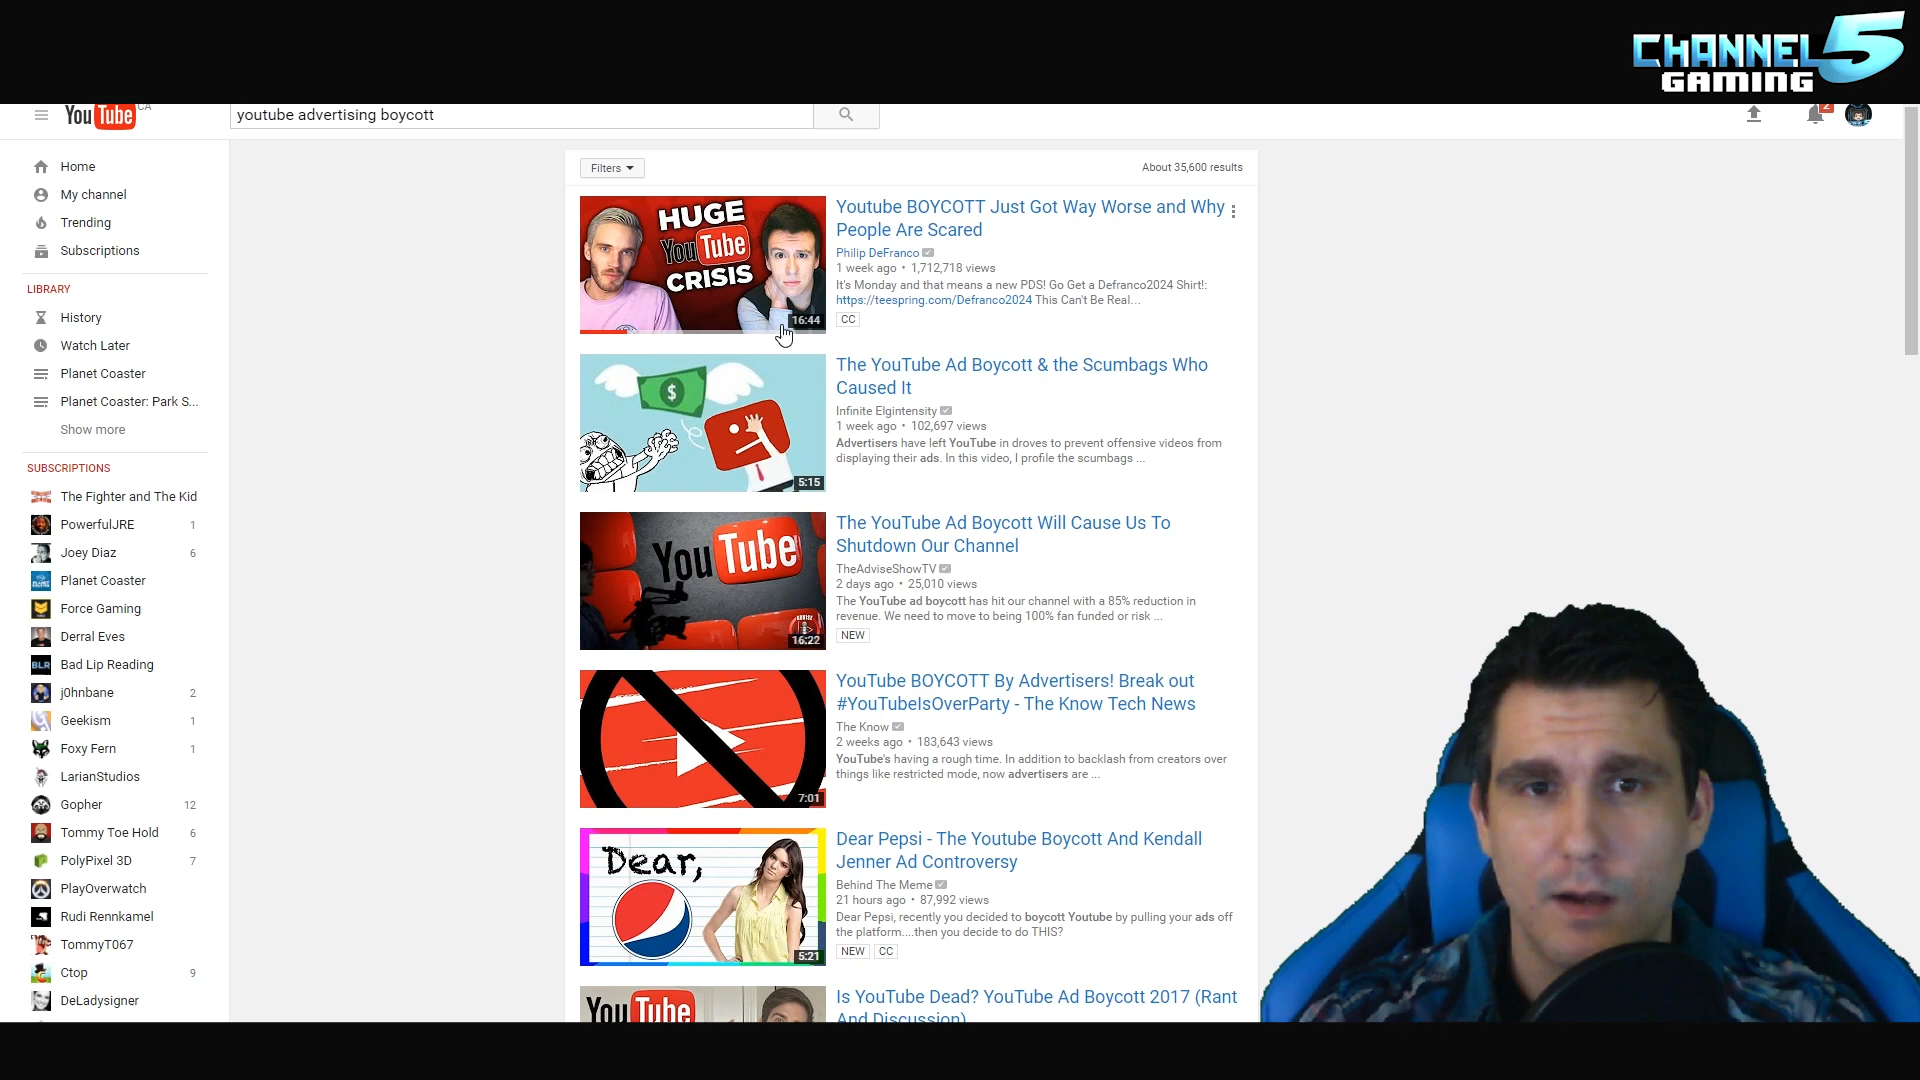 CHANNEL 5
GAMING
YouTube CA
youtube advertising boycott
2
Home
My channel
Trending
Subscriptions
LIBRARY
History
Watch Later
Planet Coaster
Planet Coaster: Park S...
Show more
SUBSCRIPTIONS
The Fighter and The Kid
PowerfulJRE 1
Joey Diaz 6
Planet Coaster
Force Gaming
Derral Eves
BLR Bad Lip Reading
j0hnbane 2
Geekism 1
Foxy Fern 1
LarianStudios
Gopher 12
Tommy Toe Hold 6
PolyPixel 3D 7
PlayOverwatch
Rudi Rennkamel
TommyT067
Ctop 9
DeLadysigner
Filters
About 35,600 results
HUGE
YouTube
CRISIS
16:44
Youtube BOYCOTT Just Got Way Worse and Why
People Are Scared
Philip DeFranco
1 week ago • 1,712,718 views
It's Monday and that means a new PDS! Go Get a Defranco2024 Shirt!:
https://teespring.com/Defranco2024 This Can't Be Real...
CC
$
5:15
The YouTube Ad Boycott & the Scumbags Who
Caused It
Infinite Elgintensity
1 week ago • 102,697 views
Advertisers have left YouTube in droves to prevent offensive videos from
displaying their ads. In this video, I profile the scumbags ...
YouTube
ADVISE
16:22
The YouTube Ad Boycott Will Cause Us To
Shutdown Our Channel
TheAdviseShowTV
2 days ago • 25,010 views
The YouTube ad boycott has hit our channel with a 85% reduction in
revenue. We need to move to being 100% fan funded or risk ...
NEW
7:01
YouTube BOYCOTT By Advertisers! Break out
#YouTubeIsOverParty - The Know Tech News
The Know
2 weeks ago • 183,643 views
YouTube's having a rough time. In addition to backlash from creators over
things like restricted mode, now advertisers are ...
Dear,
5:21
Dear Pepsi - The Youtube Boycott And Kendall
Jenner Ad Controversy
Behind The Meme
21 hours ago • 87,992 views
Dear Pepsi, recently you decided to boycott Youtube by pulling your ads off
the platform....then you decide to do THIS?
NEW CC
YouTube
Is YouTube Dead? YouTube Ad Boycott 2017 (Rant
And Discussion)